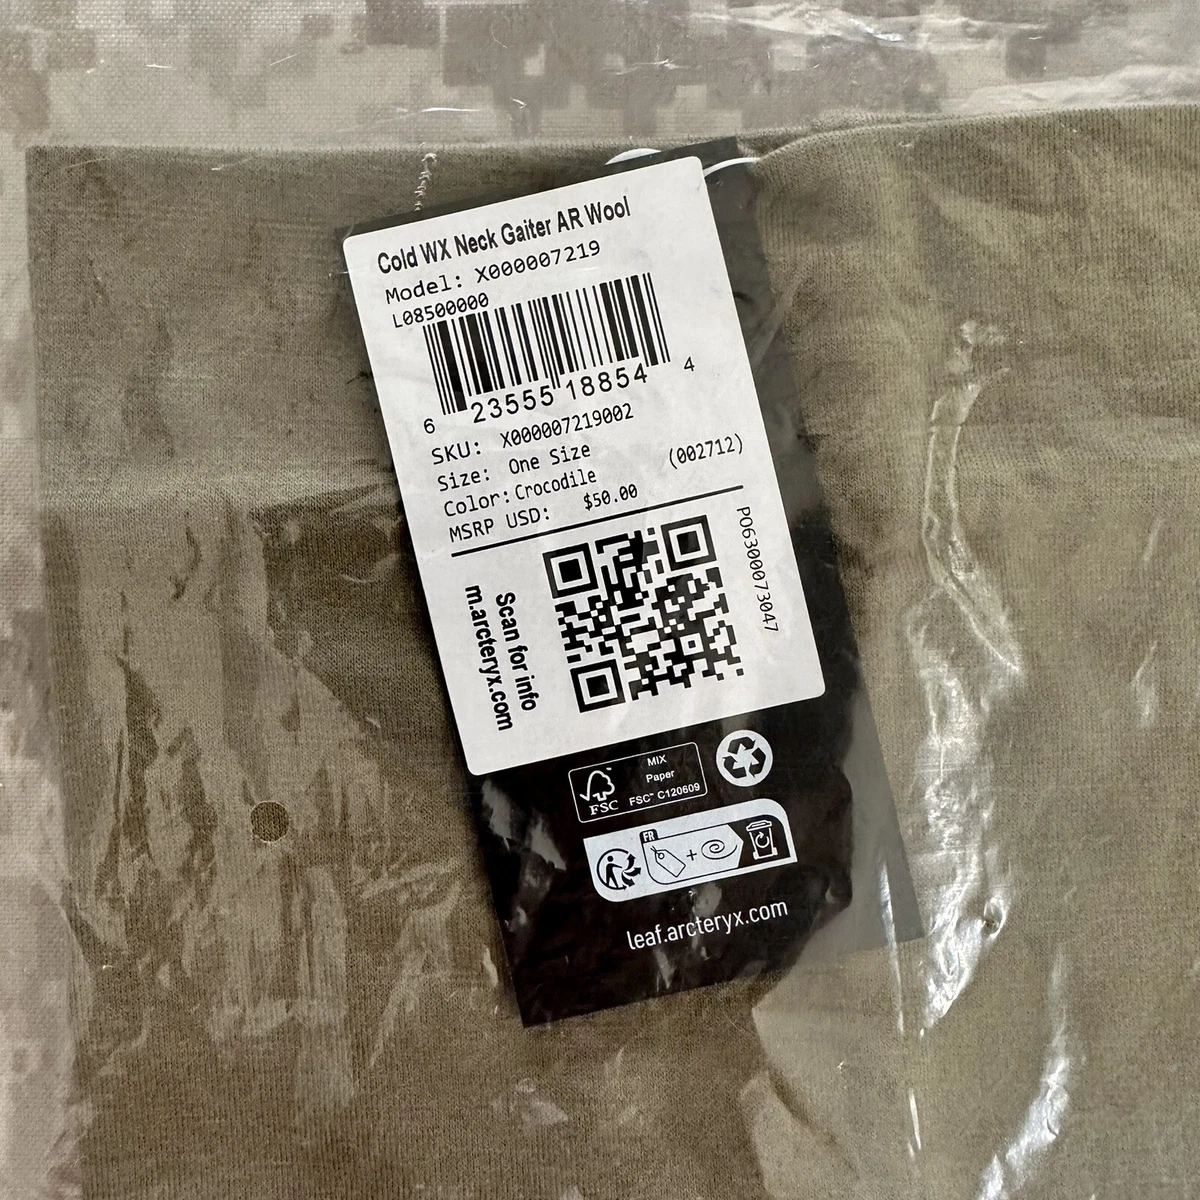 Cold WX Neck Gaiter AR Wool
Model: X000007219
L08500000
6 23555 18854 4
SKU: X000007219002
Size: One Size
Color: Crocodile (002712)
MSRP USD: $50.00
PO6300073047
Scan for info
m.arcteryx.com
FSC™
MIX
Paper
FSC™ C120609
FR
+
leaf.arcteryx.com